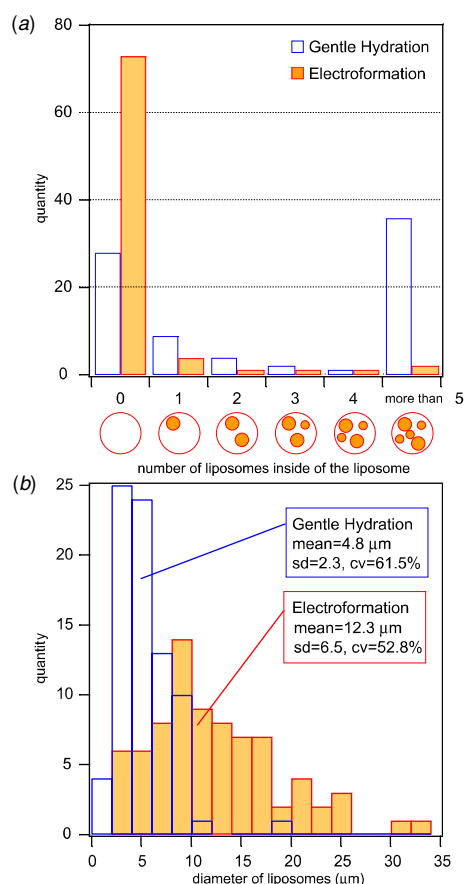 (a)
80
60
40
20
0
quantity
Gentle Hydration
Electroformation
0 1 2 3 4 more than 5
number of liposomes inside of the liposome
(b)
25
20
15
10
5
0
quantity
Gentle Hydration
mean=4.8 μm
sd=2.3, cv=61.5%
Electroformation
mean=12.3 μm
sd=6.5, cv=52.8%
0 5 10 15 20 25 30 35
diameter of liposomes (μm)